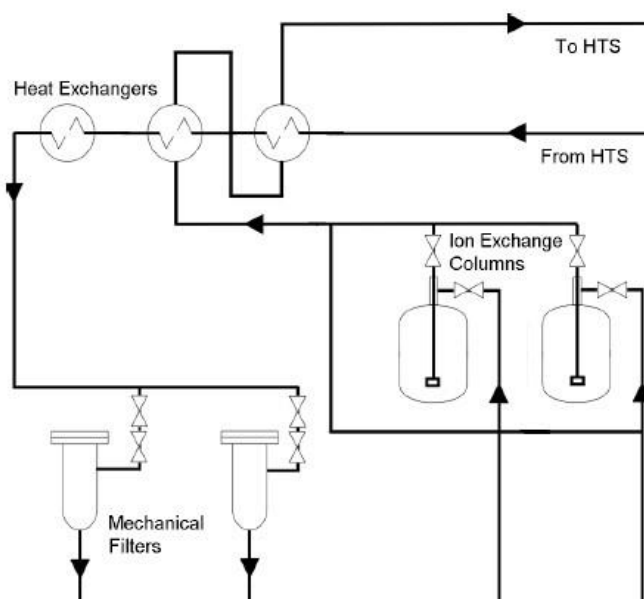 To HTS
Heat Exchangers
From HTS
Ion Exchange
Columns
Mechanical
Filters